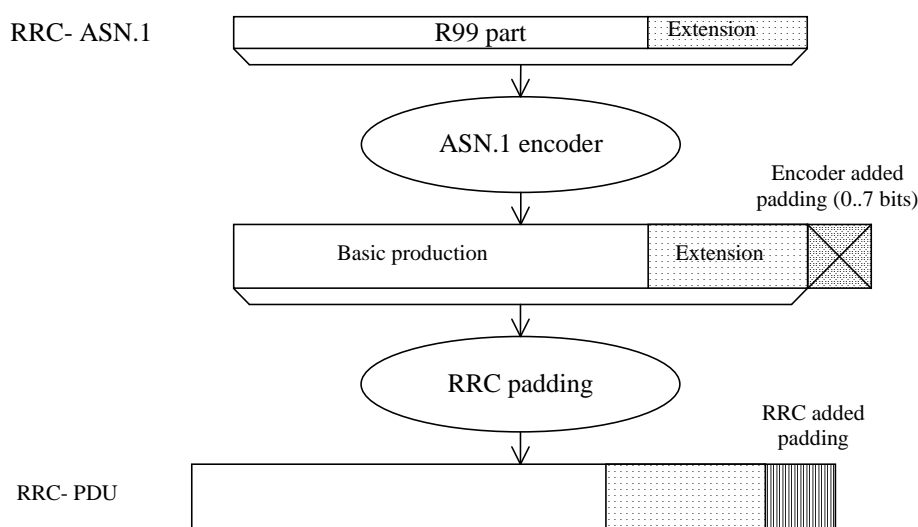 RRC- ASN.1
R99 part
Extension
ASN.1 encoder
Encoder added
padding (0..7 bits)
Basic production
Extension
RRC padding
RRC added
padding
RRC- PDU